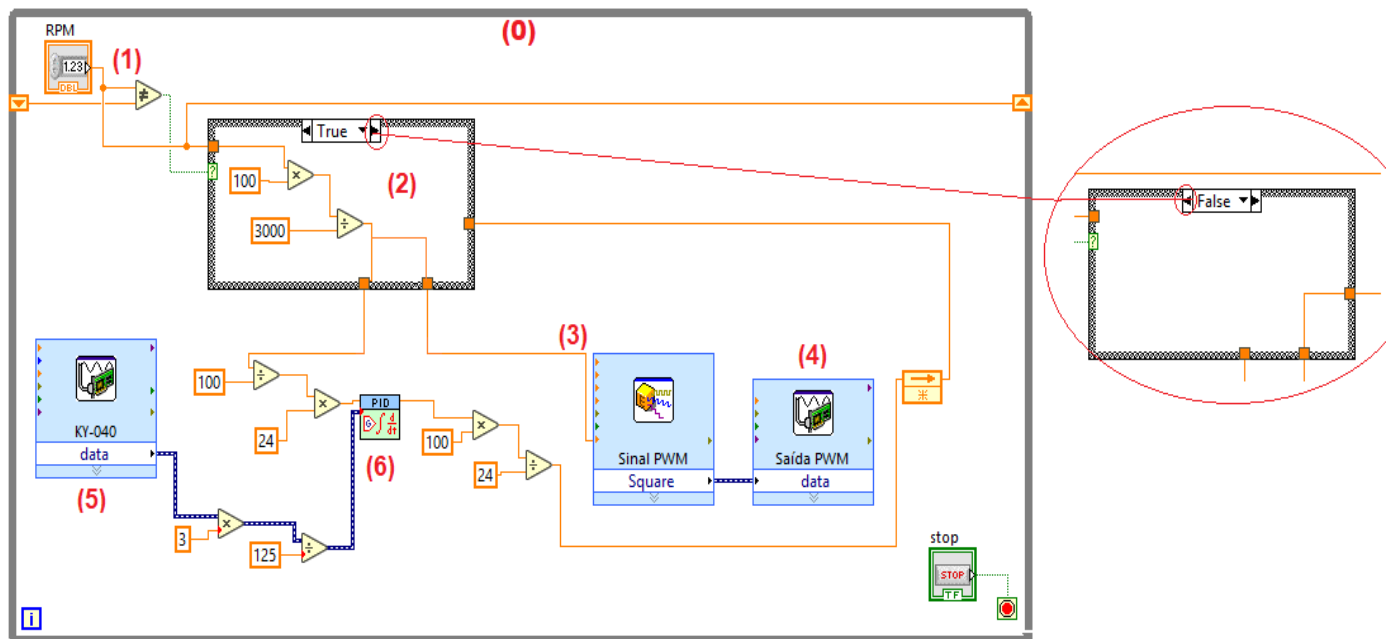 (0)
RPM
1.23
DBL
(1)
≠
True
?
100
×
(2)
3000
÷
False
?
(3)
(4)
KY-040
data
(5)
100
÷
24
×
PID
(6)
100
×
24
÷
3
×
125
÷
Sinal PWM
Square
Saída PWM
data
stop
STOP
TF
i